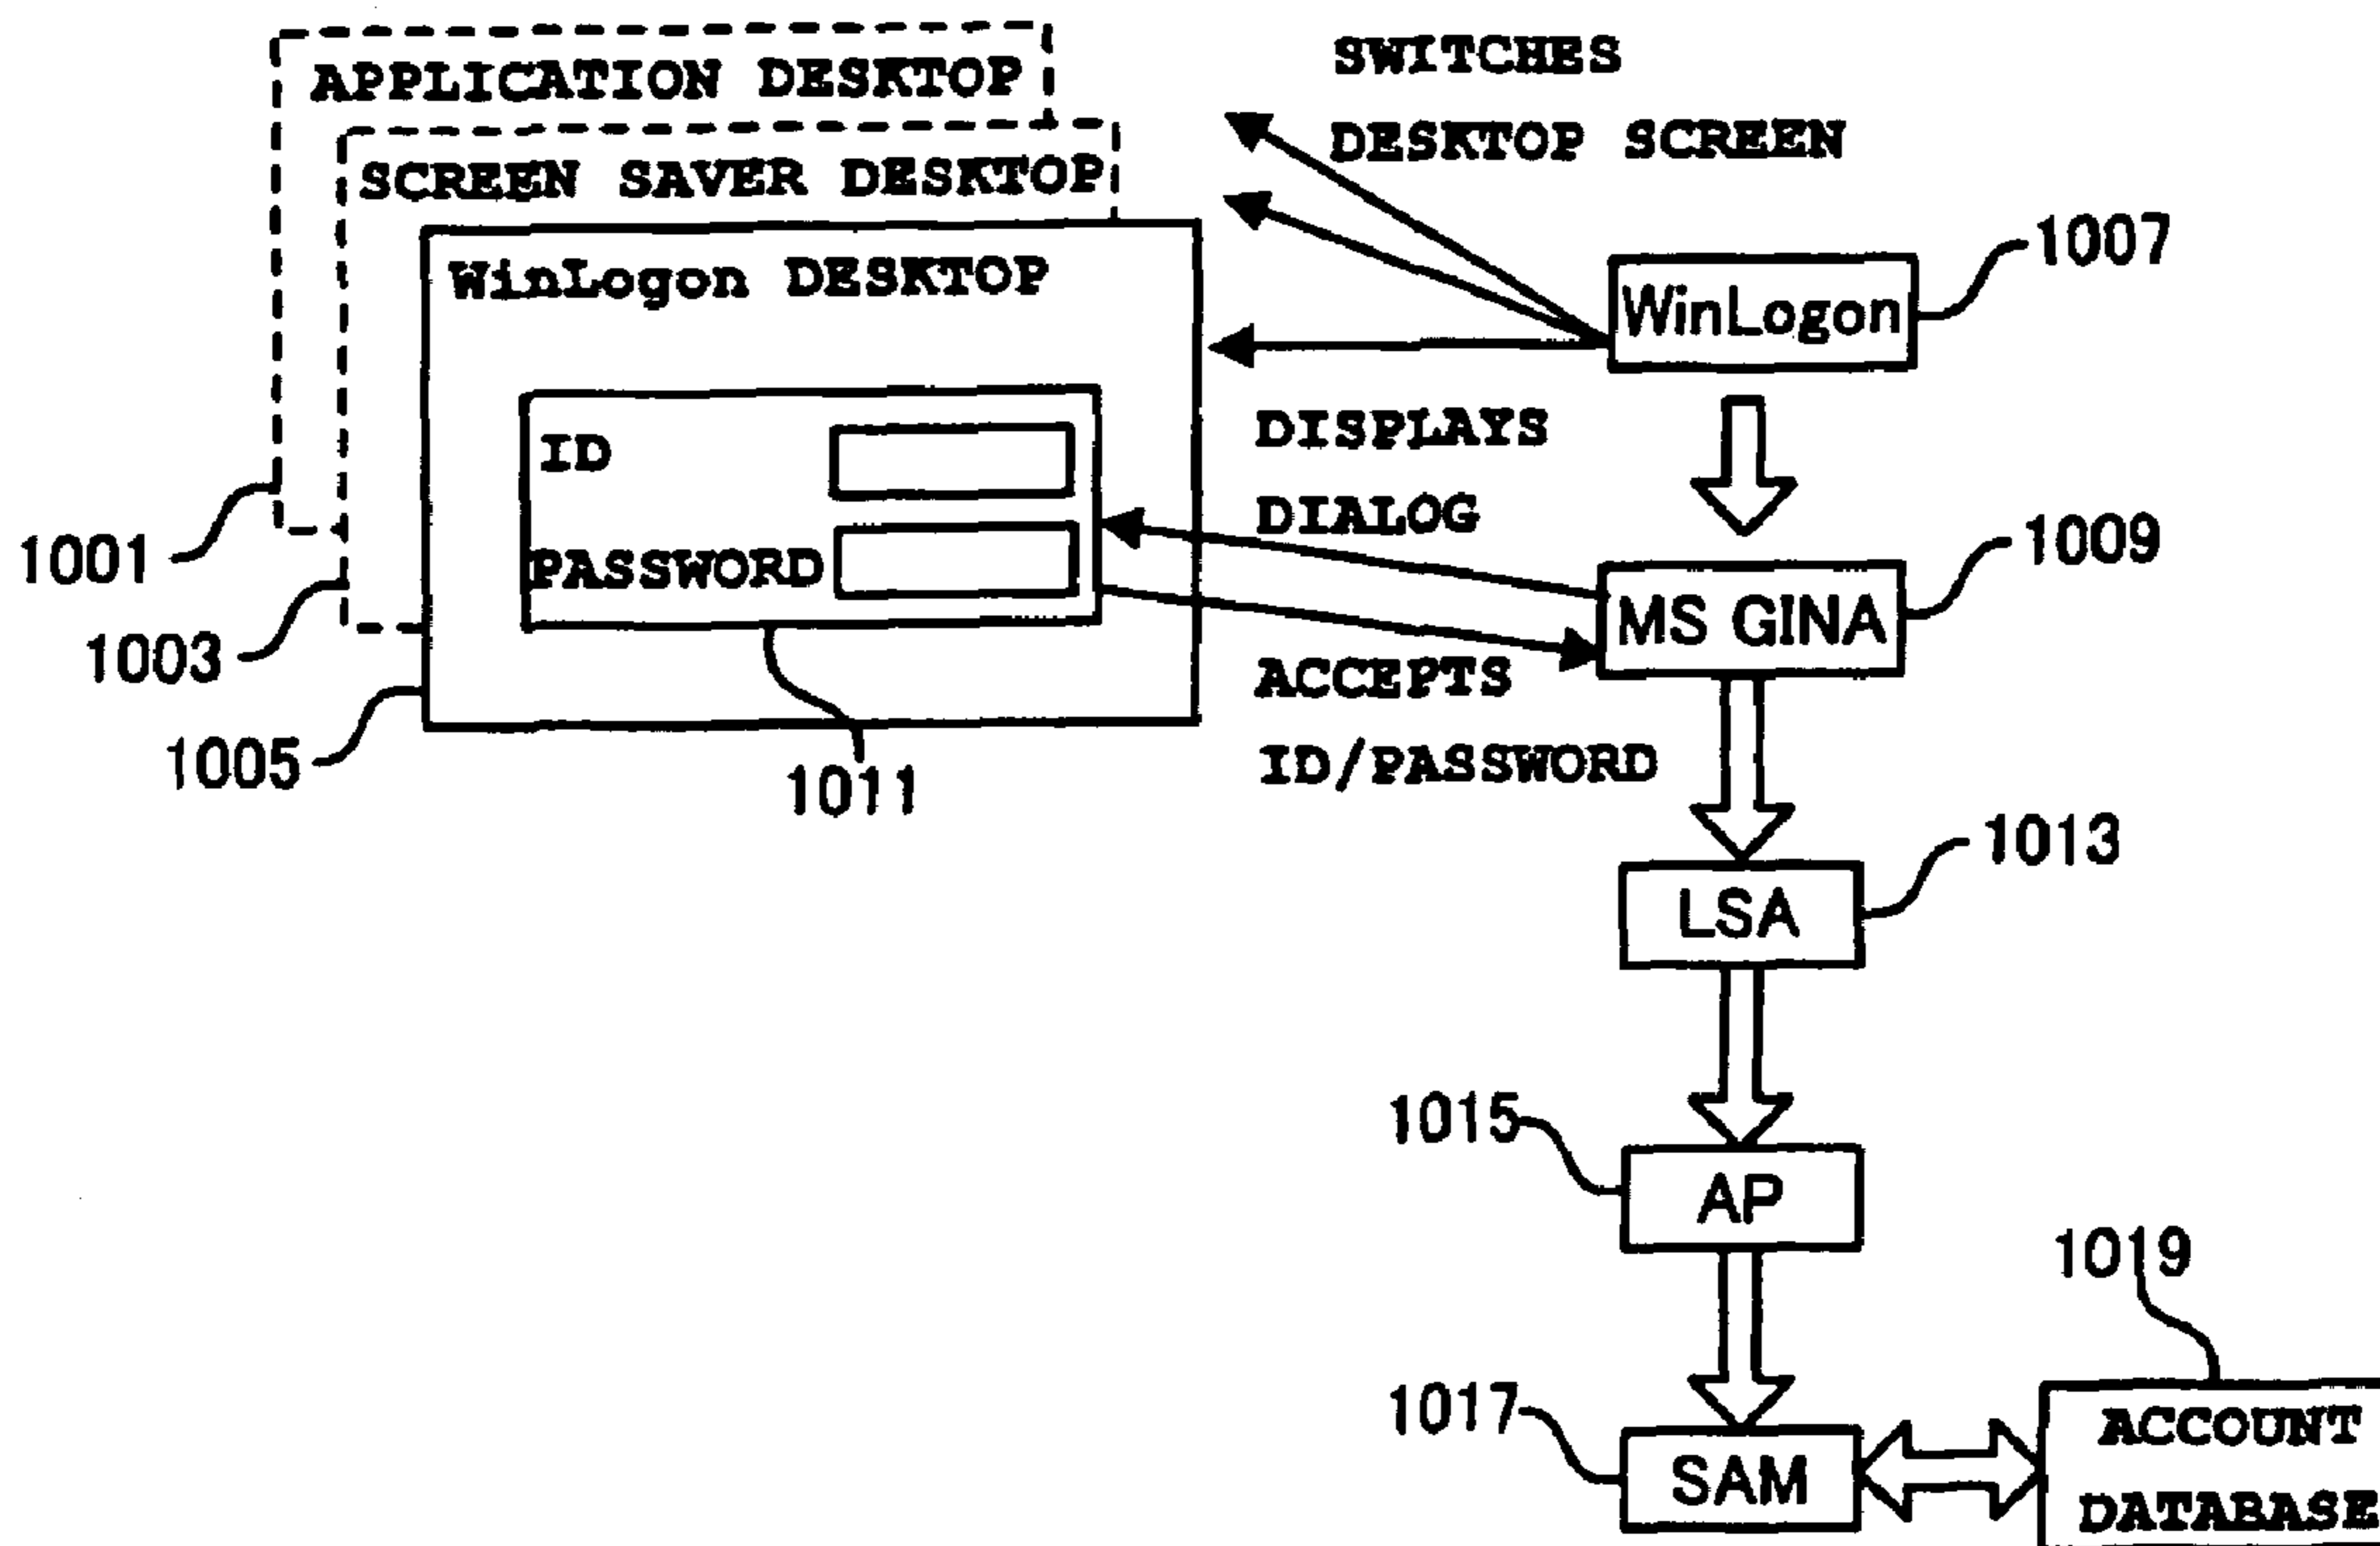 APPLICATION DESKTOP
SCREEN SAVER DESKTOP
WinLogon DESKTOP
ID
PASSWORD
1001
1003
1005
1011
SWITCHES
DESKTOP SCREEN
WinLogon
1007
DISPLAYS
DIALOG
MS GINA
1009
ACCEPTS
ID/PASSWORD
LSA
1013
1015
AP
1017
SAM
1019
ACCOUNT
DATABASE